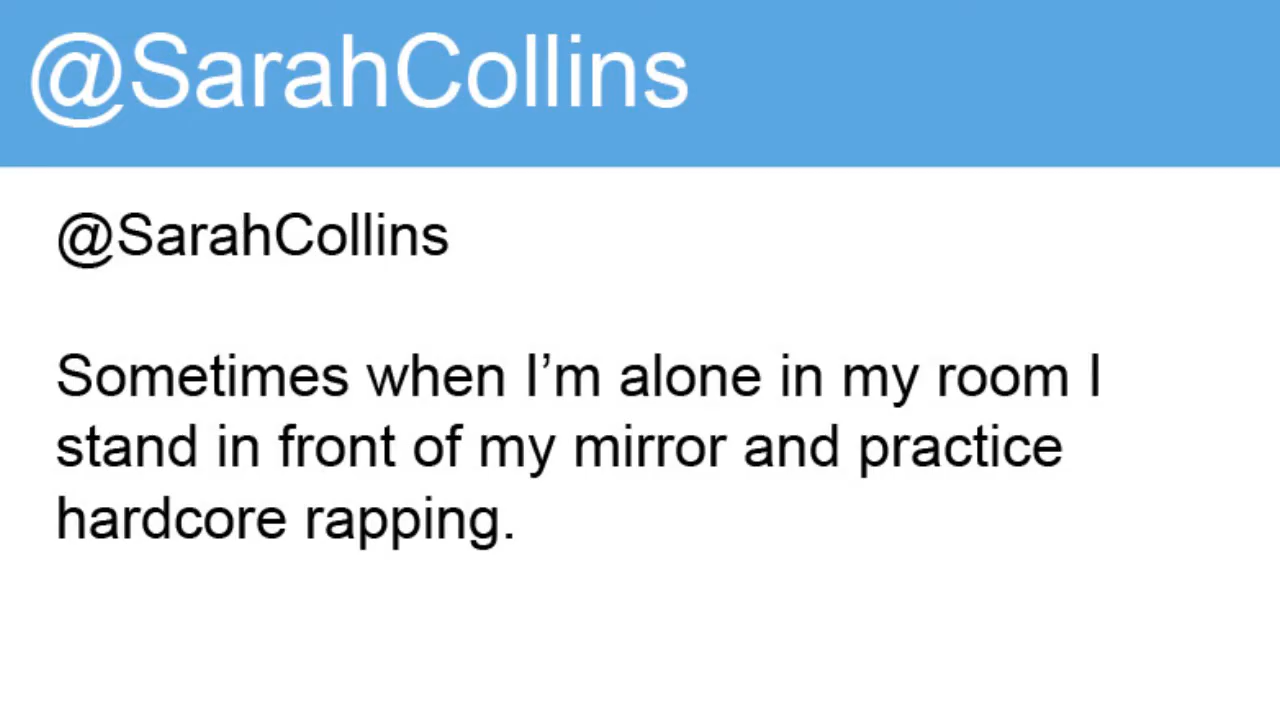 @SarahCollins
@SarahCollins
Sometimes when I’m alone in my room I
stand in front of my mirror and practice
hardcore rapping.